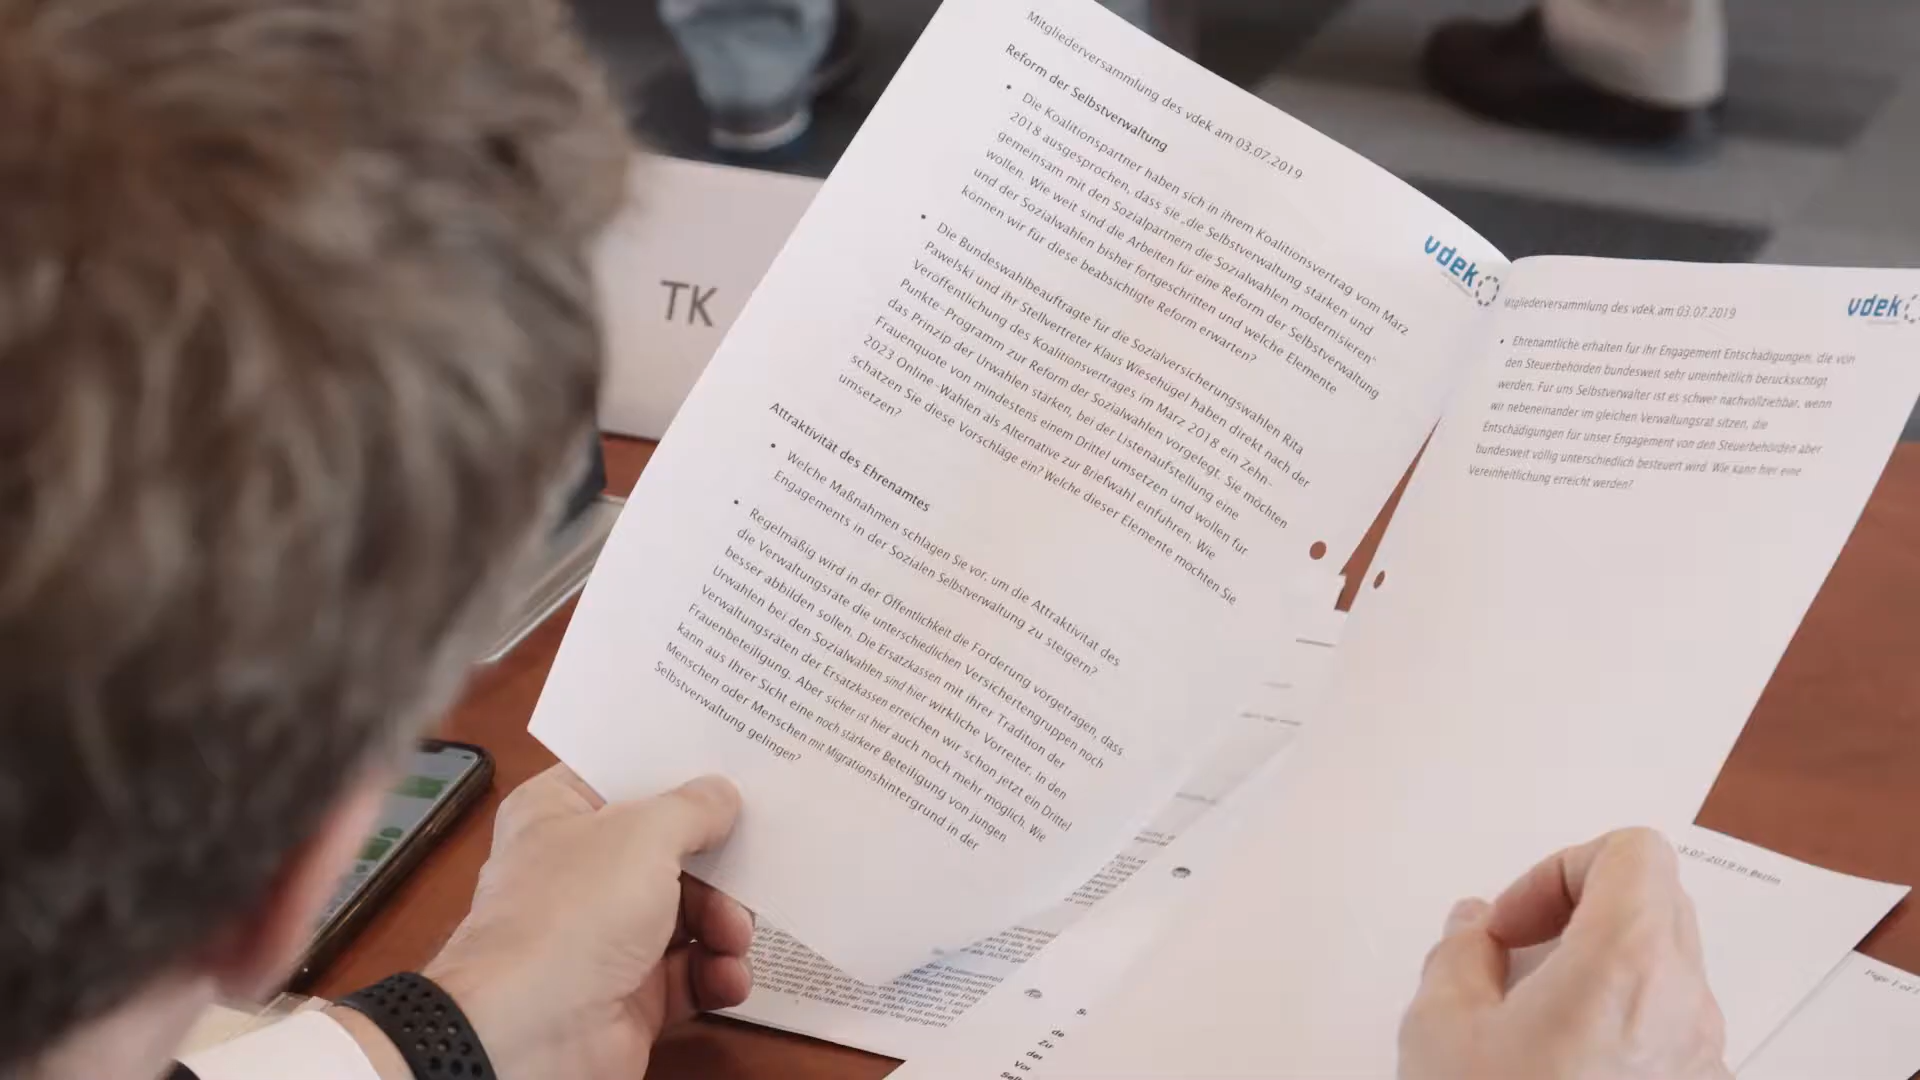 TK
Mitgliederversammlung des vdek am 03.07.2019
vdek
Reform der Selbstverwaltung
• Die Koalitionspartner haben sich in ihrem Koalitionsvertrag vom März
2018 ausgesprochen, dass sie „die Selbstverwaltung stärken und
gemeinsam mit den Sozialpartnern die Sozialwahlen modernisieren“
wollen. Wie weit sind die Arbeiten für eine Reform der Selbstverwaltung
und der Sozialwahlen bisher fortgeschritten und welche Elemente
können wir für diese beabsichtigte Reform erwarten?
• Die Bundeswahlbeauftragte für die Sozialversicherungswahlen Rita
Pawelski und ihr Stellvertreter Klaus Wiesehügel haben direkt nach der
Veröffentlichung des Koalitionsvertrages im März 2018 ein Zehn-
Punkte-Programm zur Reform der Sozialwahlen vorgelegt. Sie möchten
das Prinzip der Urwahlen stärken, bei der Listenaufstellung eine
Frauenquote von mindestens einem Drittel umsetzen und wollen für
2023 Online-Wahlen als Alternative zur Briefwahl einführen. Wie
schätzen Sie diese Vorschläge ein? Welche dieser Elemente möchten Sie
umsetzen?
Attraktivität des Ehrenamtes
• Welche Maßnahmen schlagen Sie vor, um die Attraktivität des
Engagements in der Sozialen Selbstverwaltung zu steigern?
• Regelmäßig wird in der Öffentlichkeit die Forderung vorgetragen, dass
die Verwaltungsräte die unterschiedlichen Versichertengruppen noch
besser abbilden sollen. Die Ersatzkassen mit ihrer Tradition der
Urwahlen bei den Sozialwahlen sind hier wirkliche Vorreiter. In den
Verwaltungsräten der Ersatzkassen erreichen wir schon jetzt ein Drittel
Frauenbeteiligung. Aber sicher ist hier auch noch mehr möglich. Wie
kann aus Ihrer Sicht eine noch stärkere Beteiligung von jungen
Menschen oder Menschen mit Migrationshintergrund in der
Selbstverwaltung gelingen?
Mitgliederversammlung des vdek am 03.07.2019
vdek
• Ehrenamtliche erhalten für ihr Engagement Entschädigungen, die von
den Steuerbehörden bundesweit sehr uneinheitlich berücksichtigt
werden. Für uns Selbstverwalter ist es schwer nachvollziehbar, wenn
wir nebeneinander im gleichen Verwaltungsrat sitzen, die
Entschädigungen für unser Engagement von den Steuerbehörden aber
bundesweit völlig unterschiedlich besteuert wird. Wie kann hier eine
Vereinheitlichung erreicht werden?
.07.2019 in Berlin
Page 1 of 1